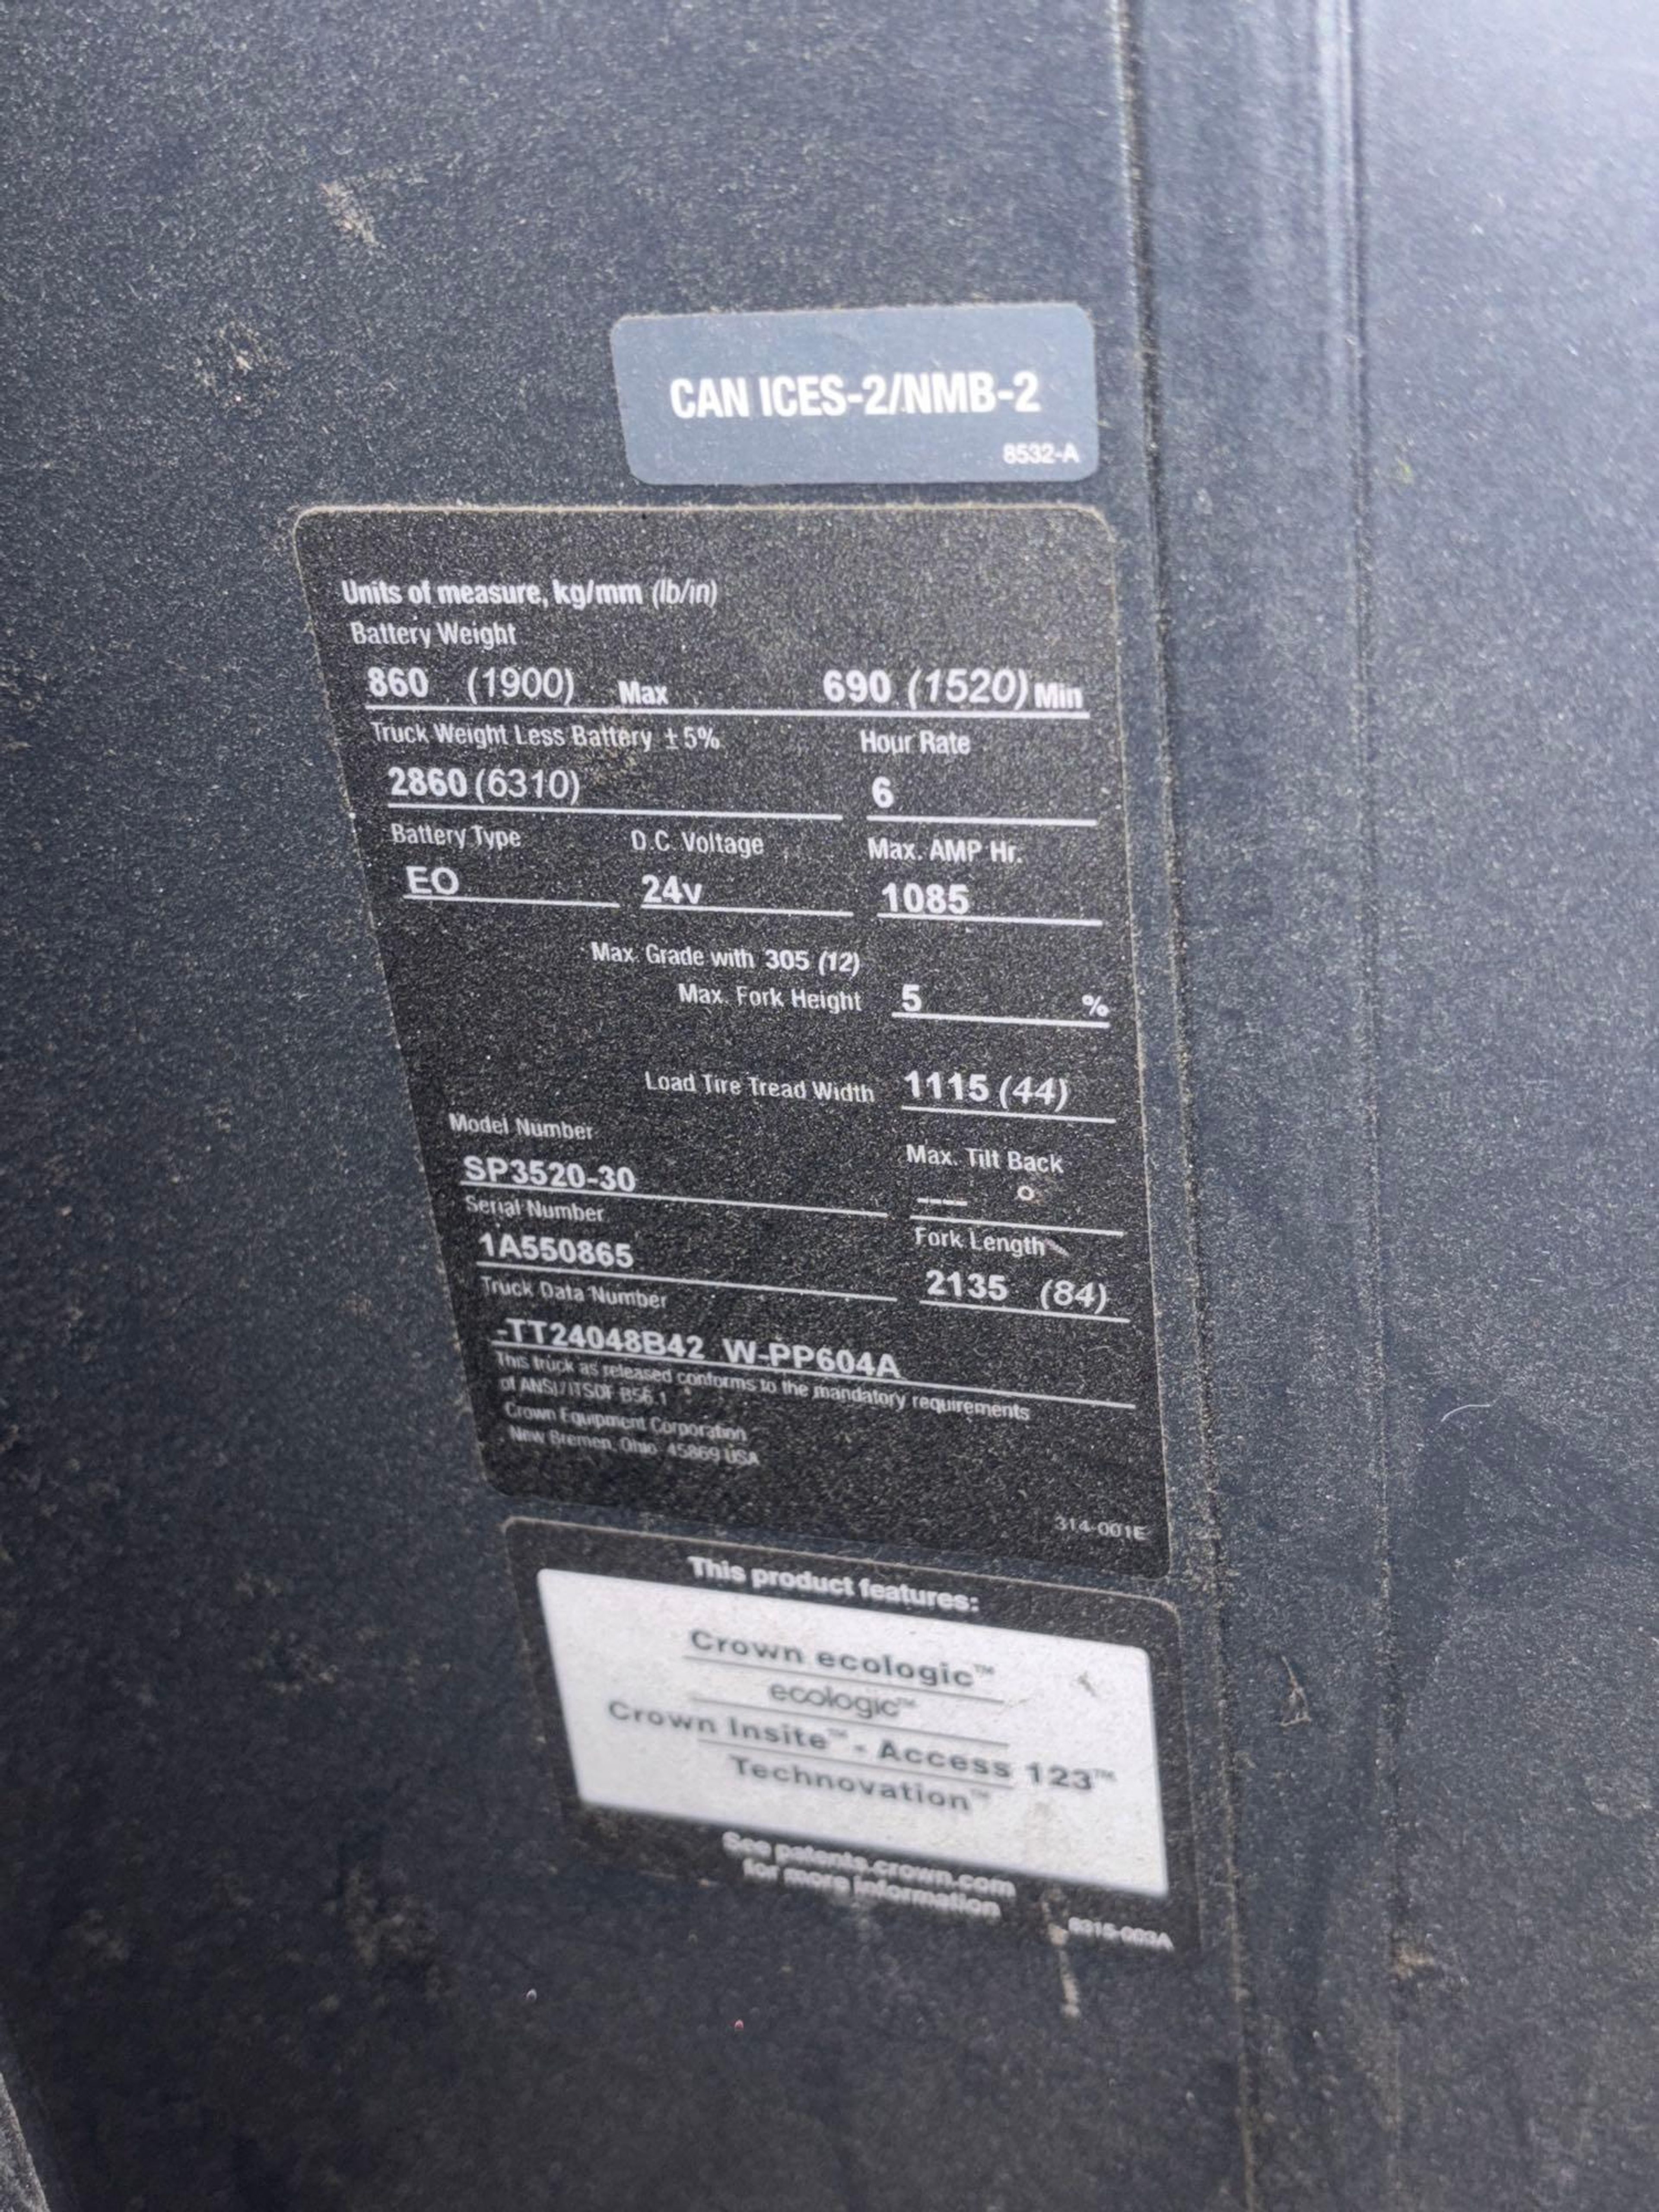 CAN ICES-2/NMB-2
8532-A
Units of measure, kg/mm (lb/in)
Battery Weight
860 (1900) Max 690 (1520) Min
Truck Weight Less Battery ±5% Hour Rate
2860 (6310) 6
Battery Type D.C. Voltage Max. AMP Hr.
EO 24v 1085
Max. Grade with 305 (12)
Max. Fork Height 5 %
Load Tire Tread Width 1115 (44)
Model Number Max. Tilt Back
SP3520-30 --- °
Serial Number Fork Length
1A550865 2135 (84)
Truck Data Number
-TT24048B42 W-PP604A
This truck as released conforms to the mandatory requirements
of ANSI/ITSDF B56.1
Crown Equipment Corporation
New Bremen, Ohio 45869 USA
314-001E
This product features:
Crown ecologic™
ecologic™
Crown Insite™ - Access 123™
Technovation™
See patents.crown.com
for more information
8315-003A